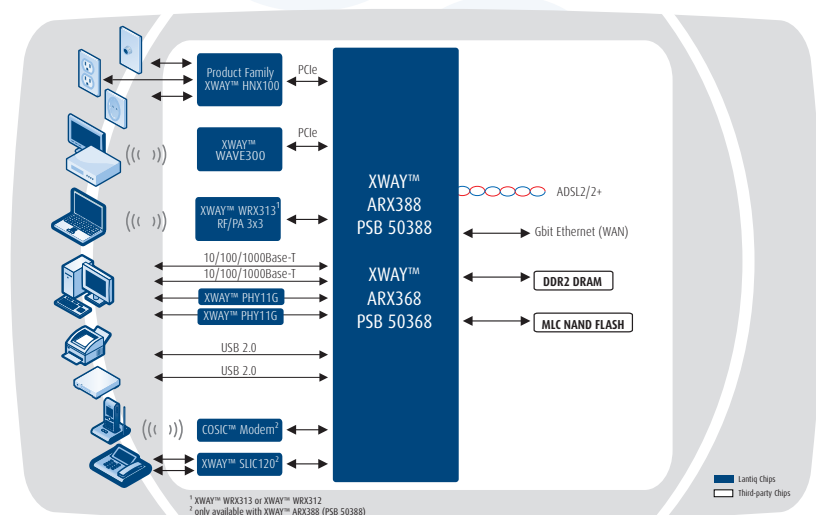 Product Family
XWAY™ HNX100
PCIe
XWAY™
WAVE300
PCIe
XWAY™ WRX313¹
RF/PA 3x3
10/100/1000Base-T
10/100/1000Base-T
XWAY™ PHY11G
XWAY™ PHY11G
USB 2.0
USB 2.0
COSIC™ Modem²
XWAY™ SLIC120²
XWAY™
ARX388
PSB 50388
XWAY™
ARX368
PSB 50368
ADSL2/2+
Gbit Ethernet (WAN)
DDR2 DRAM
MLC NAND FLASH
Lantiq Chips
Third-party Chips
¹ XWAY™ WRX313 or XWAY™ WRX312
² only available with XWAY™ ARX388 (PSB 50388)